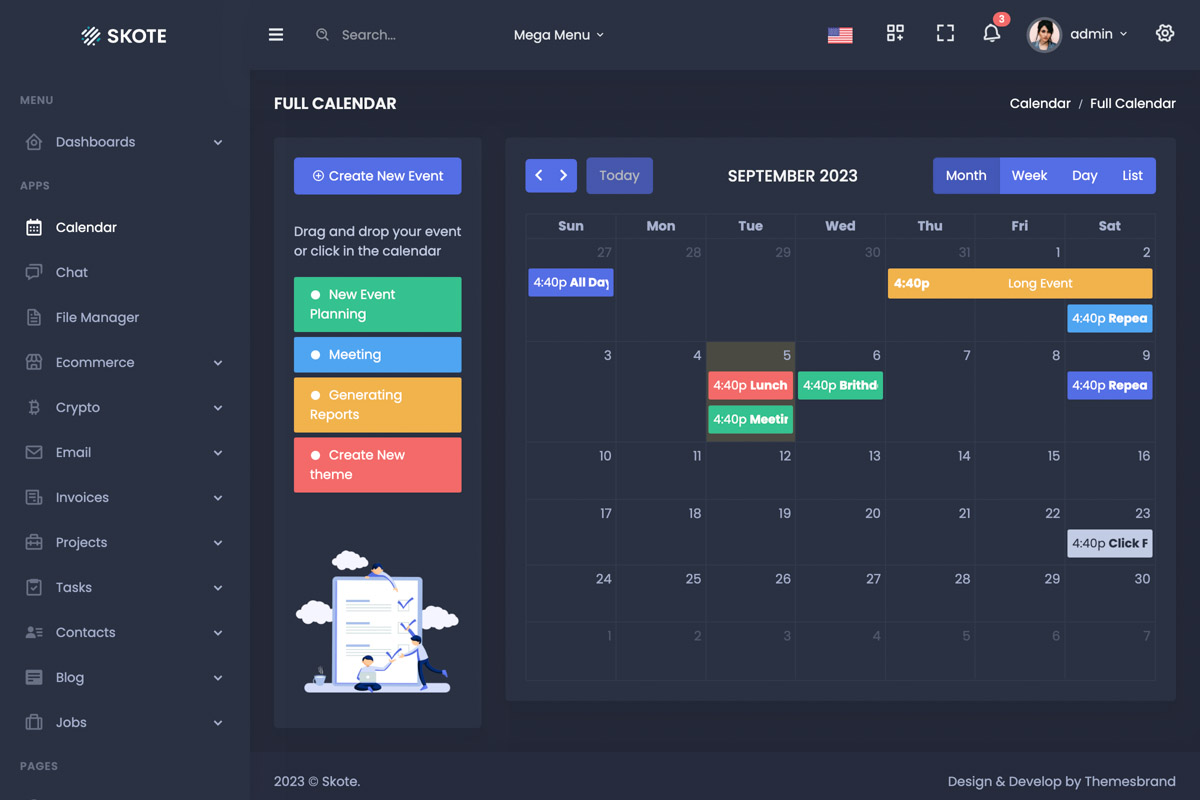 SKOTE
Search...
Mega Menu
3
admin
MENU
Dashboards
APPS
Calendar
Chat
File Manager
Ecommerce
Crypto
Email
Invoices
Projects
Tasks
Contacts
Blog
Jobs
PAGES
FULL CALENDAR
Calendar / Full Calendar
Create New Event
Drag and drop your event
or click in the calendar
New Event
Planning
Meeting
Generating
Reports
Create New
theme
Today
SEPTEMBER 2023
Month Week Day List
Sun Mon Tue Wed Thu Fri Sat
27 28 29 30 31 1 2
4:40p All Day
4:40p Long Event
4:40p Repea
3 4 5 6 7 8 9
4:40p Lunch
4:40p Brithd
4:40p Repea
4:40p Meetin
10 11 12 13 14 15 16
17 18 19 20 21 22 23
4:40p Click F
24 25 26 27 28 29 30
1 2 3 4 5 6 7
2023 © Skote.
Design & Develop by Themesbrand